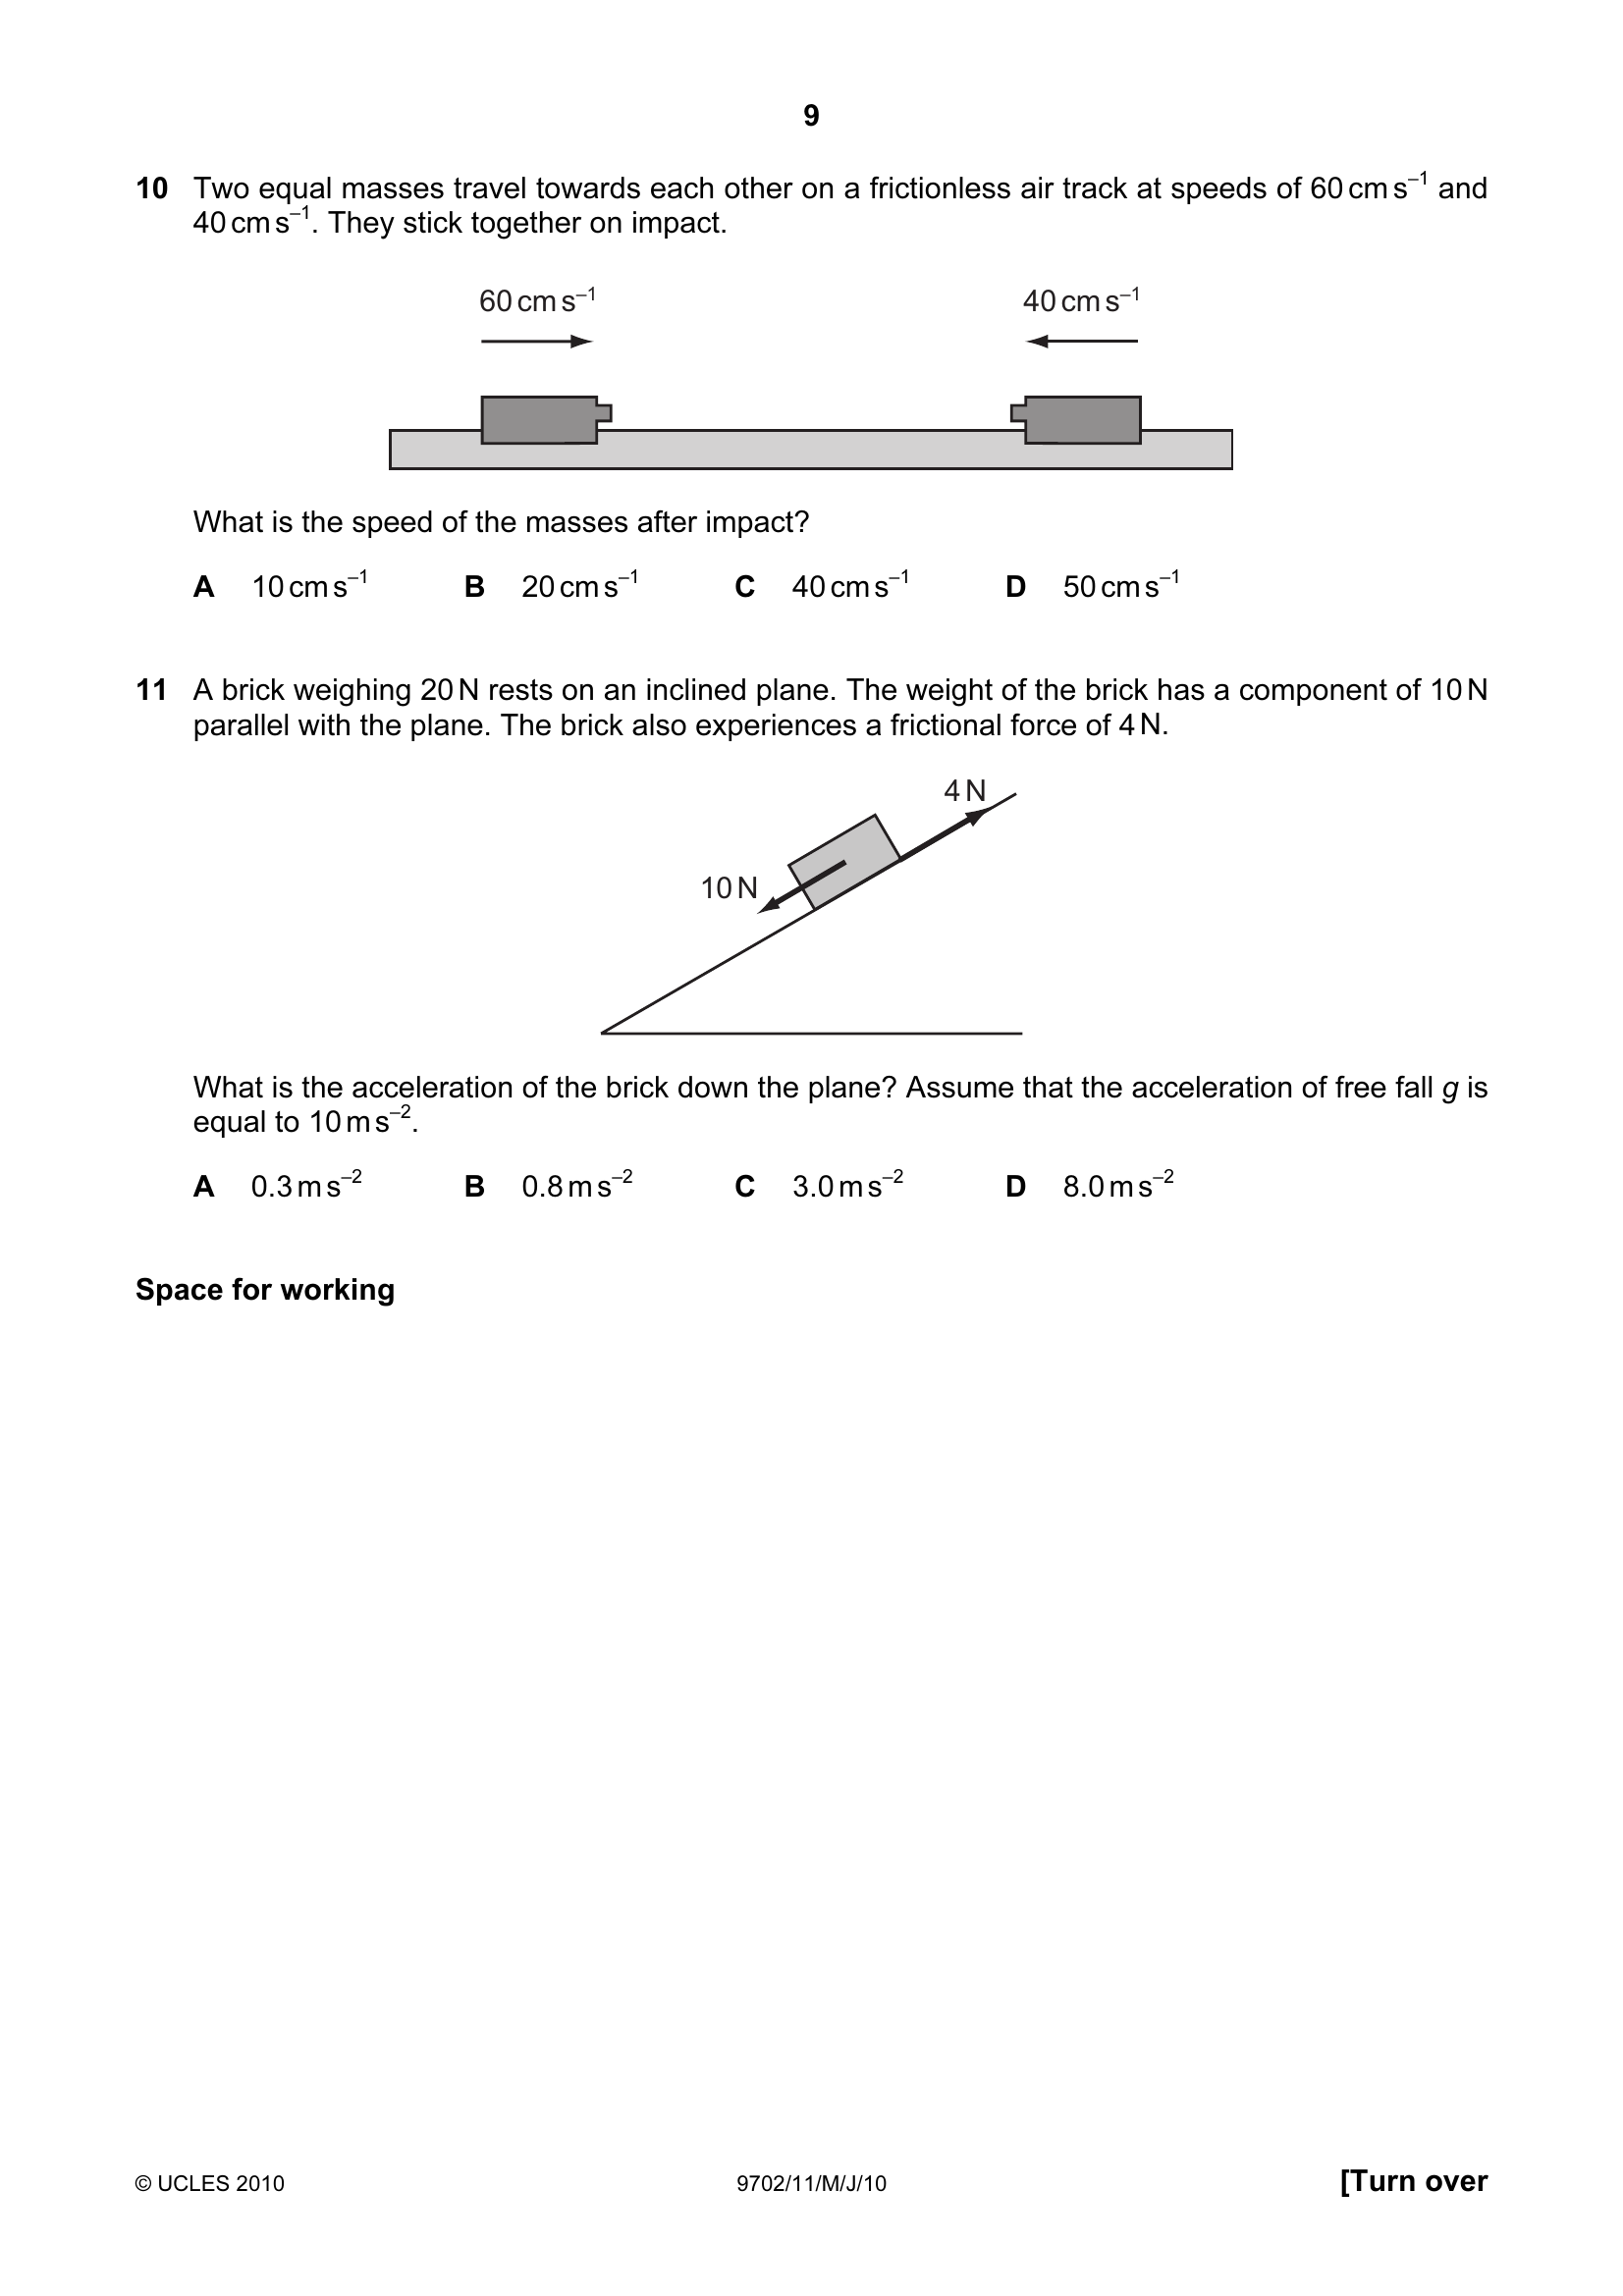 9
10 Two equal masses travel towards each other on a frictionless air track at speeds of 60 cm s⁻¹ and
40 cm s⁻¹. They stick together on impact.
60 cm s⁻¹ 40 cm s⁻¹
What is the speed of the masses after impact?
A 10 cm s⁻¹ B 20 cm s⁻¹ C 40 cm s⁻¹ D 50 cm s⁻¹
11 A brick weighing 20 N rests on an inclined plane. The weight of the brick has a component of 10 N
parallel with the plane. The brick also experiences a frictional force of 4 N.
4 N
10 N
What is the acceleration of the brick down the plane? Assume that the acceleration of free fall g is
equal to 10 m s⁻².
A 0.3 m s⁻² B 0.8 m s⁻² C 3.0 m s⁻² D 8.0 m s⁻²
Space for working
© UCLES 2010 9702/11/M/J/10 [Turn over